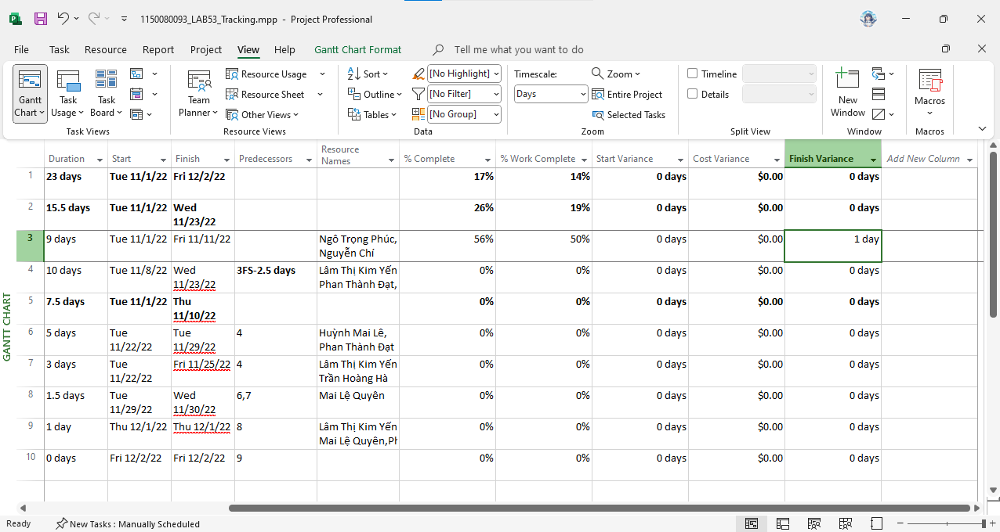 1150080093_LAB53_Tracking.mpp - Project Professional
File Task Resource Report Project View Help Gantt Chart Format Tell me what you want to do
Gantt Chart
Task Usage
Task Board
Task Views
Team Planner
Resource Usage
Resource Sheet
Other Views
Resource Views
Sort
Outline
Tables
[No Highlight]
[No Filter]
[No Group]
Data
Timescale:
Days
Zoom
Entire Project
Selected Tasks
Zoom
Timeline
Details
Split View
New Window
Window
Macros
Macros
GANTT CHART
Duration Start Finish Predecessors Resource Names % Complete % Work Complete Start Variance Cost Variance Finish Variance Add New Column
1 23 days Tue 11/1/22 Fri 12/2/22 17% 14% 0 days $0.00 0 days
2 15.5 days Tue 11/1/22 Wed 26% 19% 0 days $0.00 0 days
11/23/22
3 9 days Tue 11/1/22 Fri 11/11/22 Ngô Trọng Phúc, 56% 50% 0 days $0.00 1 day
Nguyễn Chí
4 10 days Tue 11/8/22 Wed 3FS-2.5 days Lâm Thị Kim Yến 0% 0% 0 days $0.00 0 days
11/23/22 Phan Thành Đạt,
5 7.5 days Tue 11/1/22 Thu 0% 0% 0 days $0.00 0 days
11/10/22
6 5 days Tue Tue 4 Huỳnh Mai Lê, 0% 0% 0 days $0.00 0 days
11/22/22 11/29/22 Phan Thành Đạt
7 3 days Tue Fri 11/25/22 4 Lâm Thị Kim Yến 0% 0% 0 days $0.00 0 days
11/22/22 Trần Hoàng Hà
8 1.5 days Tue Wed 6,7 Mai Lệ Quyên 0% 0% 0 days $0.00 0 days
11/29/22 11/30/22
9 1 day Thu 12/1/22 Thu 12/1/22 8 Lâm Thị Kim Yến 0% 0% 0 days $0.00 0 days
Mai Lệ Quyên,Ph
10 0 days Fri 12/2/22 Fri 12/2/22 9 0% 0% 0 days $0.00 0 days
Ready New Tasks : Manually Scheduled